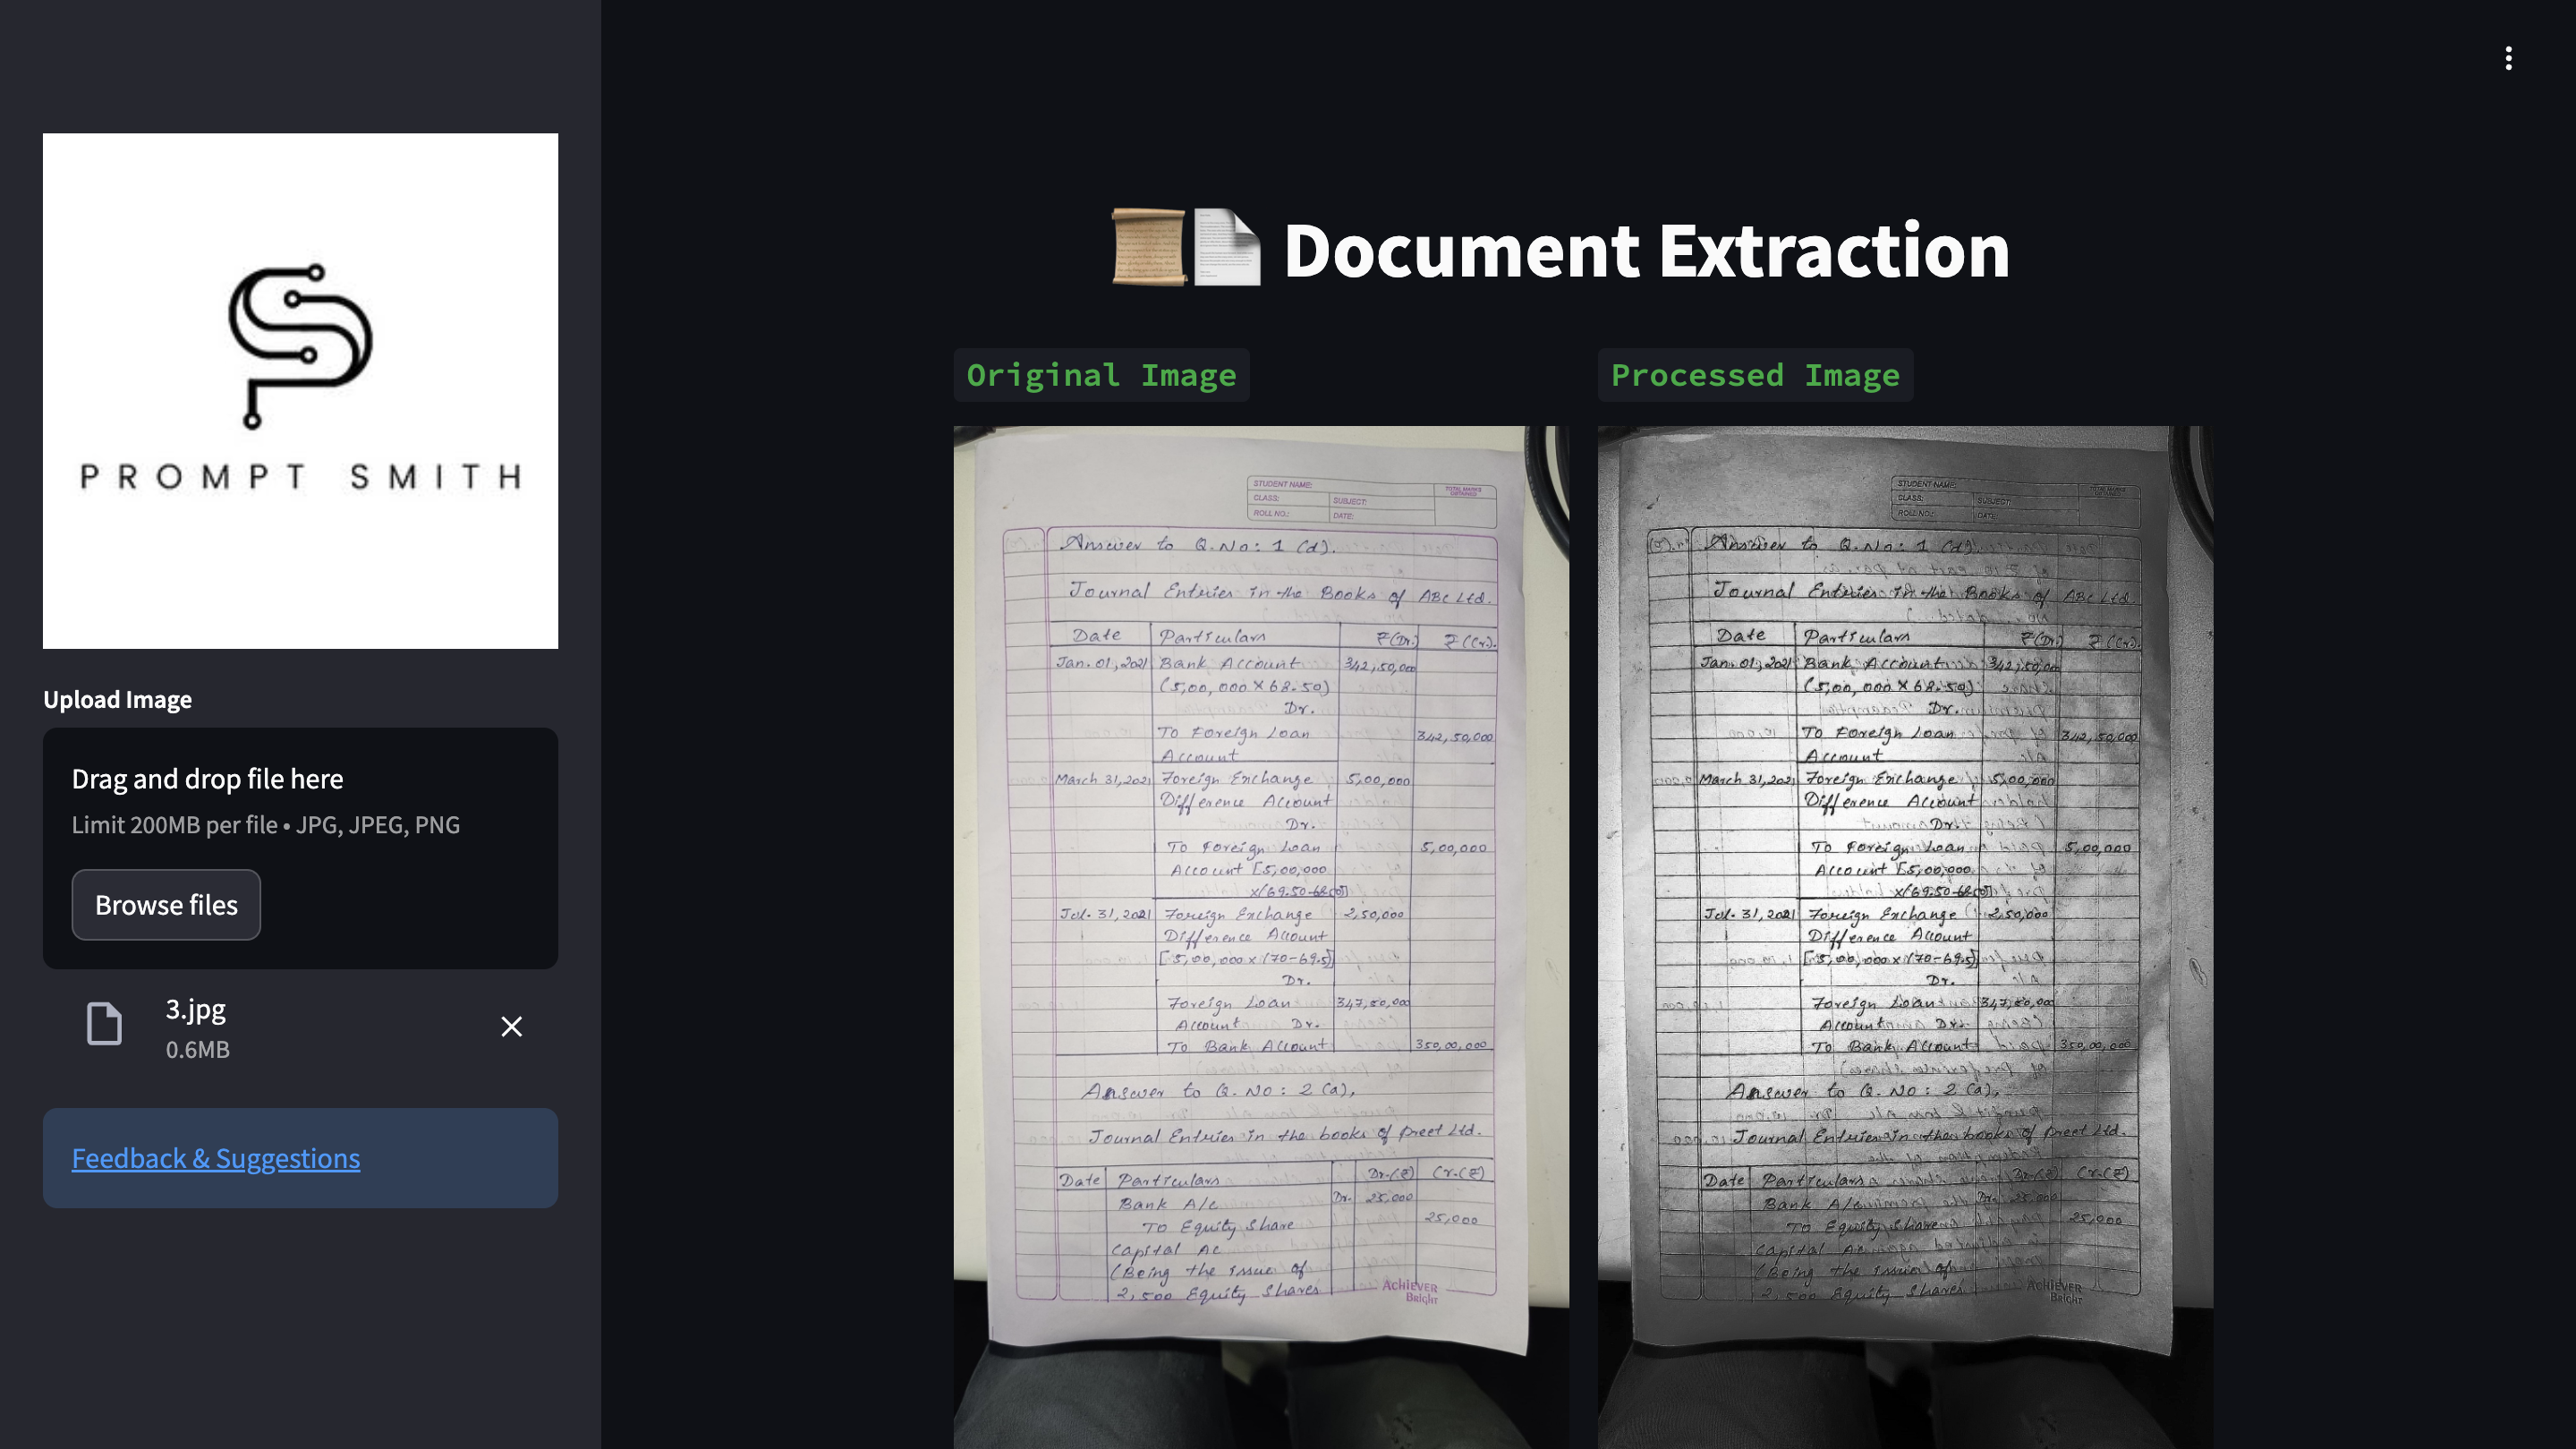 PROMPT SMITH
Upload Image
Drag and drop file here
Limit 200MB per file • JPG, JPEG, PNG
Browse files
3.jpg
0.6MB
Feedback & Suggestions
Document Extraction
Original Image
STUDENT NAME:
TOTAL MARKS OBTAINED
CLASS: SUBJECT:
ROLL NO.: DATE:
Answer to Q.No: 1 (d).
Journal Entries in the Books of ABC Ltd.
Date Particulars ₹(Dr.) ₹(Cr.).
Jan. 01, 2021 Bank Account 342,50,000
(5,00,000 X 68.50)
Dr.
To Foreign Loan 342,50,000
Account
March 31, 2021 Foreign Exchange 5,00,000
Difference Account
Dr.
To Foreign Loan 5,00,000
Account [5,00,000
Jul. 31, 2021 Foreign Exchange 2,50,000
Difference Account
[5,00,000 x (70-69.5]
Dr.
Foreign Loan 347,50,000
Account Dr.
To Bank Account 350,00,000
Answer to Q. No: 2 (a),
Journal Entries in the books of Preet Ltd.
Date Particulars Dr.(₹) Cr.(₹)
Bank A/c Dr. 25,000
To Equity Share 25,000
Capital Ac
(Being the issue of
2,500 Equity Shares
AChiEVER
Bright
Processed Image
STUDENT NAME:
CLASS: SUBJECT:
ROLL NO.: DATE:
Answer to Q.No: 1 (d).
Journal Entries in the Books of ABC Ltd.
Date Particulars ₹(Dr.) ₹(Cr.).
Jan. 01, 2021 Bank Account 342,50,000
(5,00,000 X 68.50)
Dr.
To Foreign Loan 342,50,000
Account
March 31, 2021 Foreign Exchange 5,00,000
Difference Account
Dr.
To Foreign Loan 5,00,000
Account [5,00,000
Jul. 31, 2021 Foreign Exchange 2,50,000
Difference Account
[5,00,000 x (70-69.5]
Dr.
Foreign Loan 347,50,000
Account Dr.
To Bank Account 350,00,000
Answer to Q. No: 2 (a),
Journal Entries in the books of Preet Ltd.
Date Particulars Dr.(₹) Cr.(₹)
Bank A/c Dr. 25,000
To Equity Share 25,000
Capital Ac
(Being the issue of
2,500 Equity Shares
AChiEVER
Bright